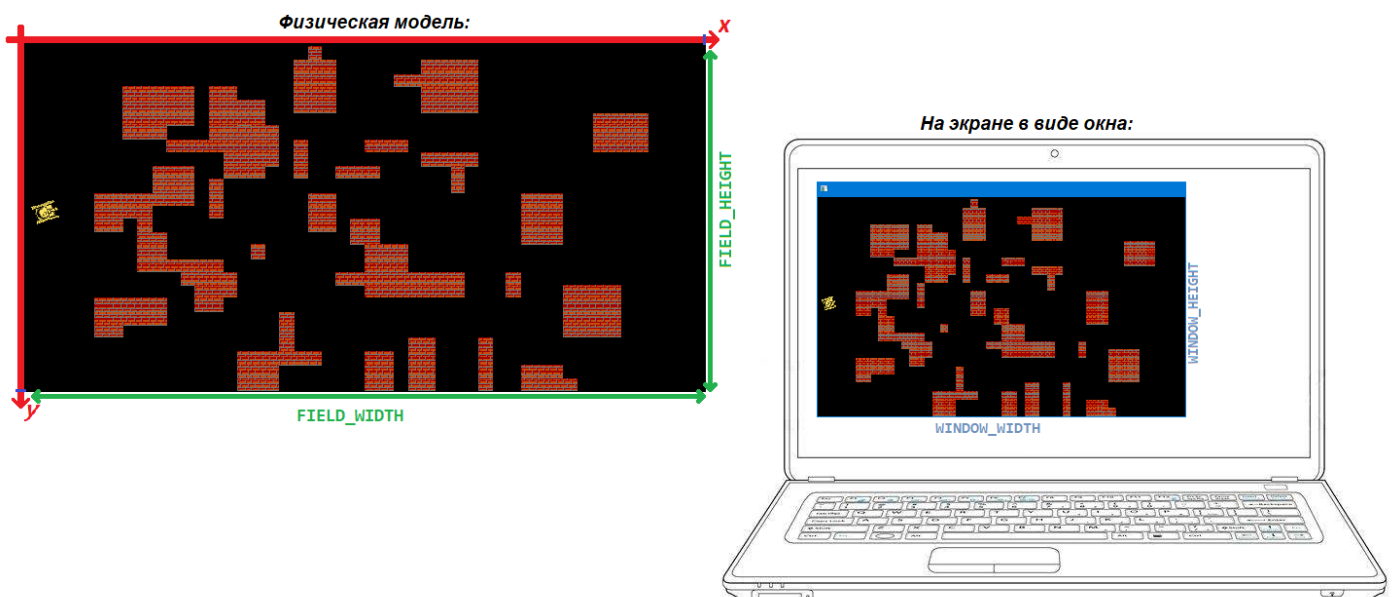 Физическая модель:
x
FIELD_HEIGHT
y
FIELD_WIDTH
На экране в виде окна:
WINDOW_HEIGHT
WINDOW_WIDTH